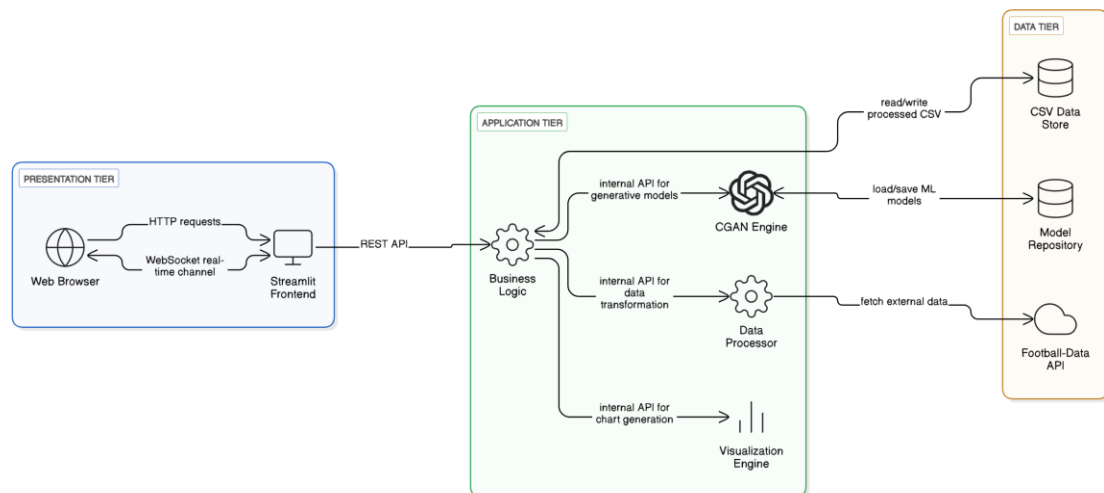 DATA TIER
CSV Data
Store
read/write
processed CSV
APPLICATION TIER
PRESENTATION TIER
internal API for
generative models
CGAN Engine
load/save ML
models
Model
Repository
HTTP requests
Web Browser
WebSocket real-
time channel
Streamlit
Frontend
REST API
Business
Logic
internal API for
data
transformation
Data
Processor
fetch external data
Football-Data
API
internal API for
chart generation
Visualization
Engine